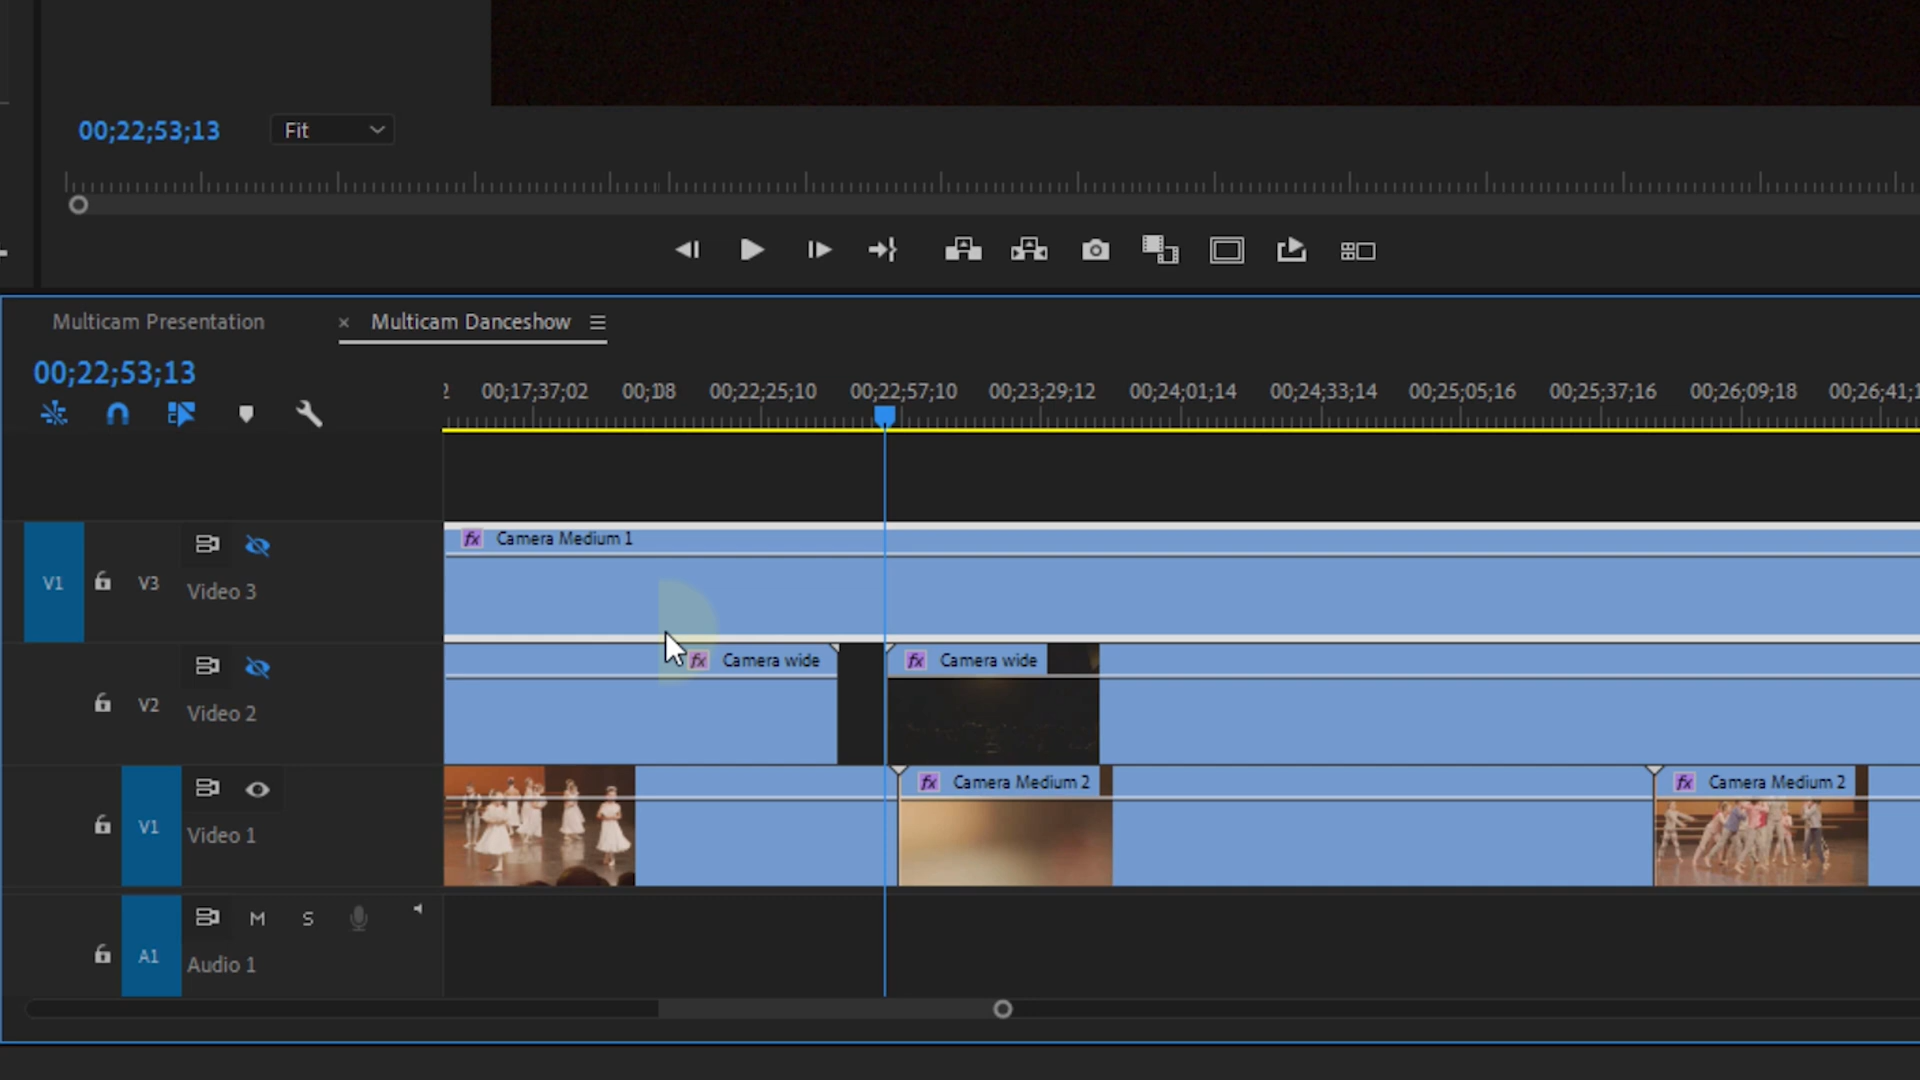 00;22;53;13 Fit
Multicam Presentation × Multicam Danceshow
00;22;53;13
2 00;17;37;02 00;1 08 00;22;25;10 00;22;57;10 00;23;29;12 00;24;01;14 00;24;33;14 00;25;05;16 00;25;37;16 00;26;09;18 00;26;41;1
fx Camera Medium 1
V1 V3 Video 3
fx Camera wide fx Camera wide
V2 Video 2
fx Camera Medium 2 fx Camera Medium 2
V1 Video 1
M S
A1 Audio 1